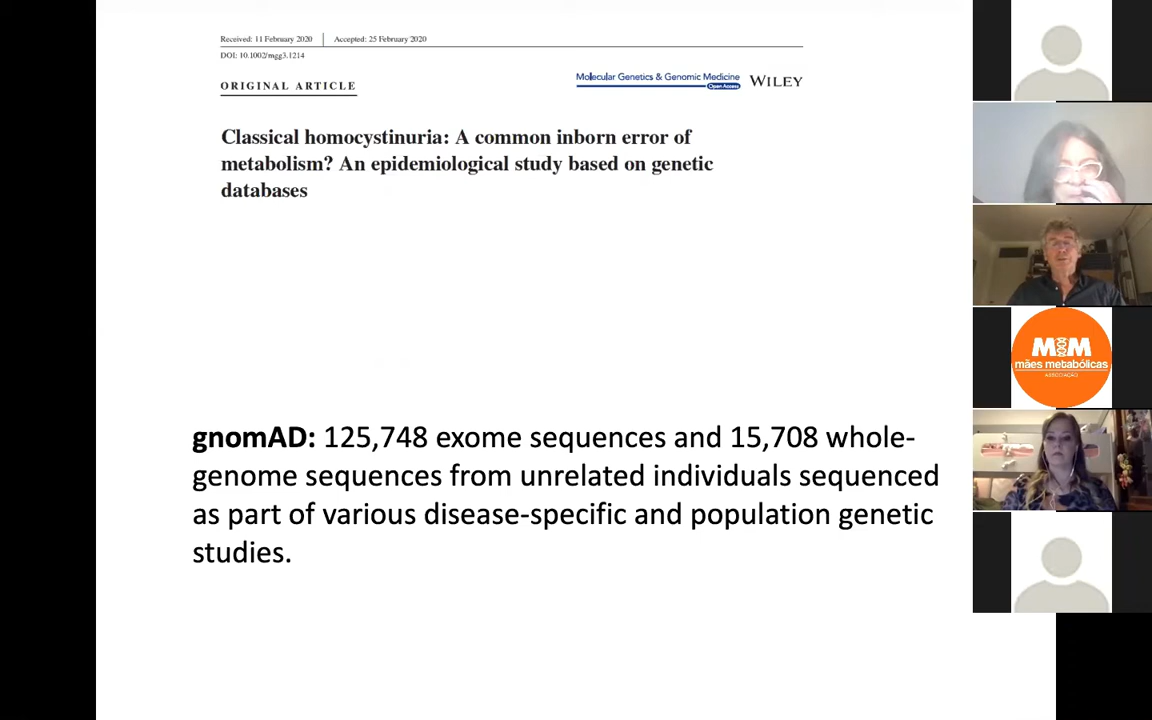 Received: 11 February 2020 | Accepted: 25 February 2020
DOI: 10.1002/mgg3.1214
ORIGINAL ARTICLE
Molecular Genetics & Genomic Medicine WILEY
Open Access
Classical homocystinuria: A common inborn error of
metabolism? An epidemiological study based on genetic
databases
gnomAD: 125,748 exome sequences and 15,708 whole-
genome sequences from unrelated individuals sequenced
as part of various disease-specific and population genetic
studies.
MM
mães metabólicas
ASSOCIAÇÃO